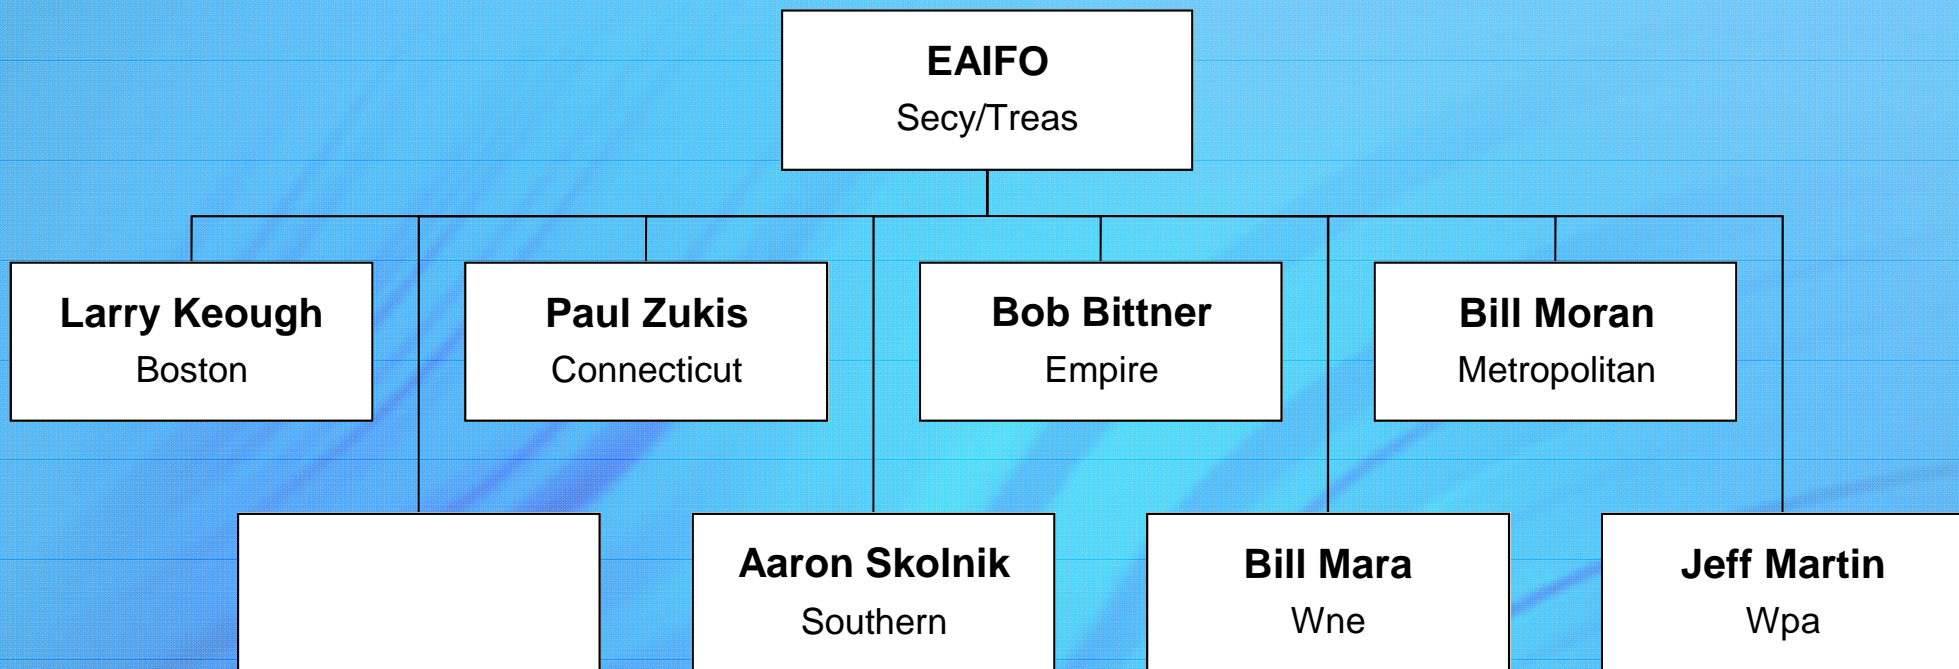 EAIFO
Secy/Treas
Larry Keough
Boston
Paul Zukis
Connecticut
Bob Bittner
Empire
Bill Moran
Metropolitan
Aaron Skolnik
Southern
Bill Mara
Wne
Jeff Martin
Wpa